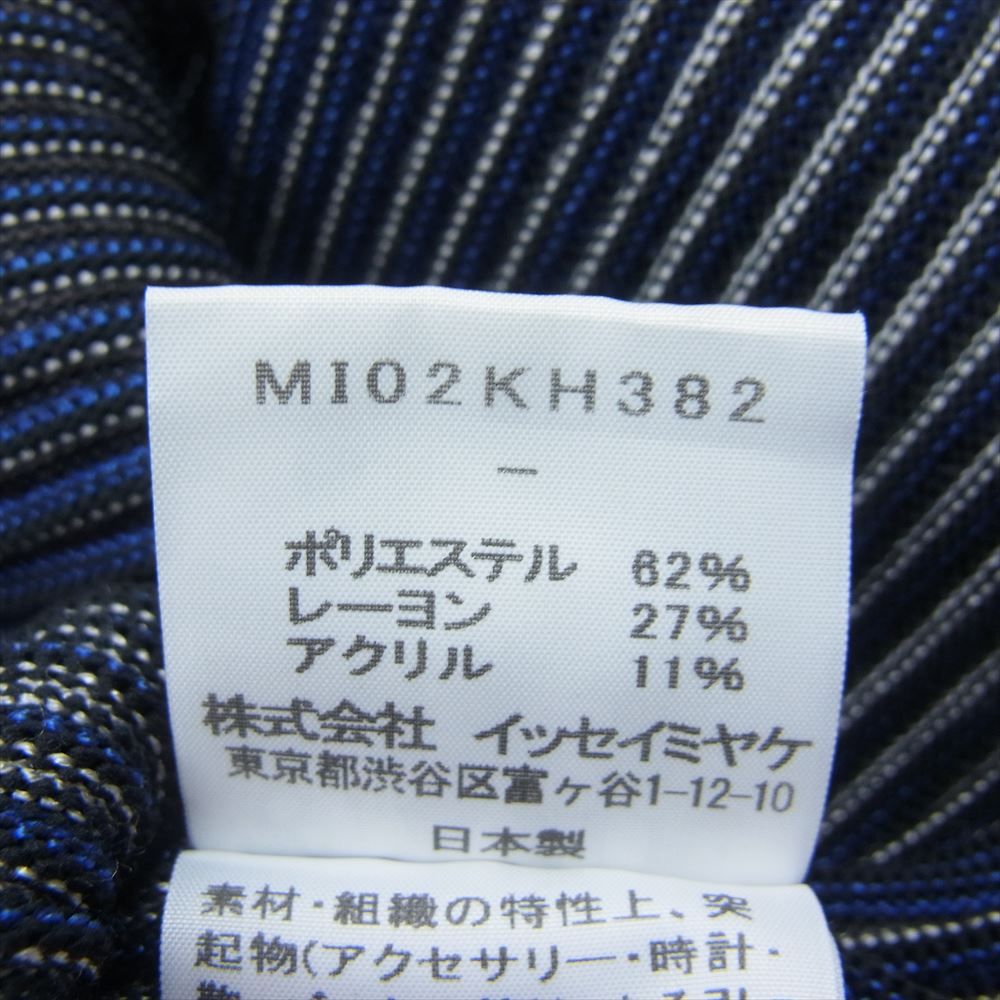 MI02KH382
—
ポリエステル 62%
レーヨン 27%
アクリル 11%
株式会社 イッセイミヤケ
東京都渋谷区富ヶ谷1-12-10
日本製
素材・組織の特性上、突
起物(アクセサリー・時計・